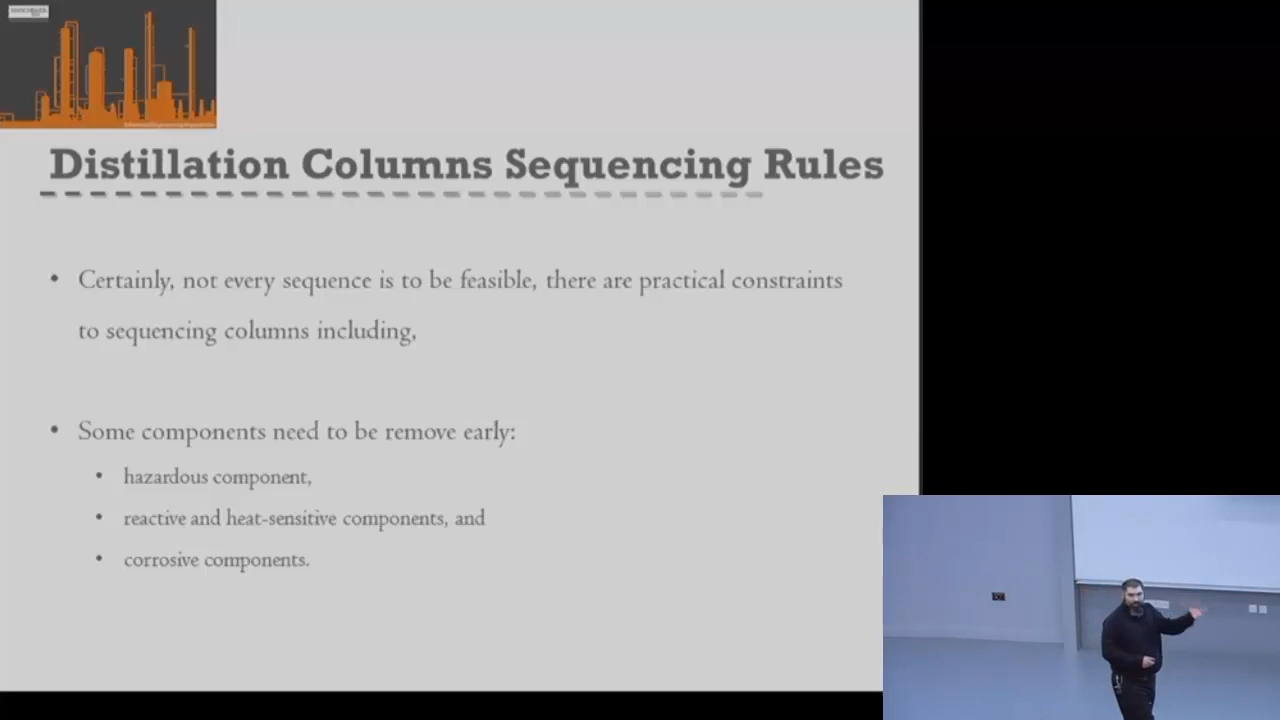 Distillation Columns Sequencing Rules
• Certainly, not every sequence is to be feasible, there are practical constraints
to sequencing columns including,
• Some components need to be remove early:
• hazardous component,
• reactive and heat-sensitive components, and
• corrosive components.